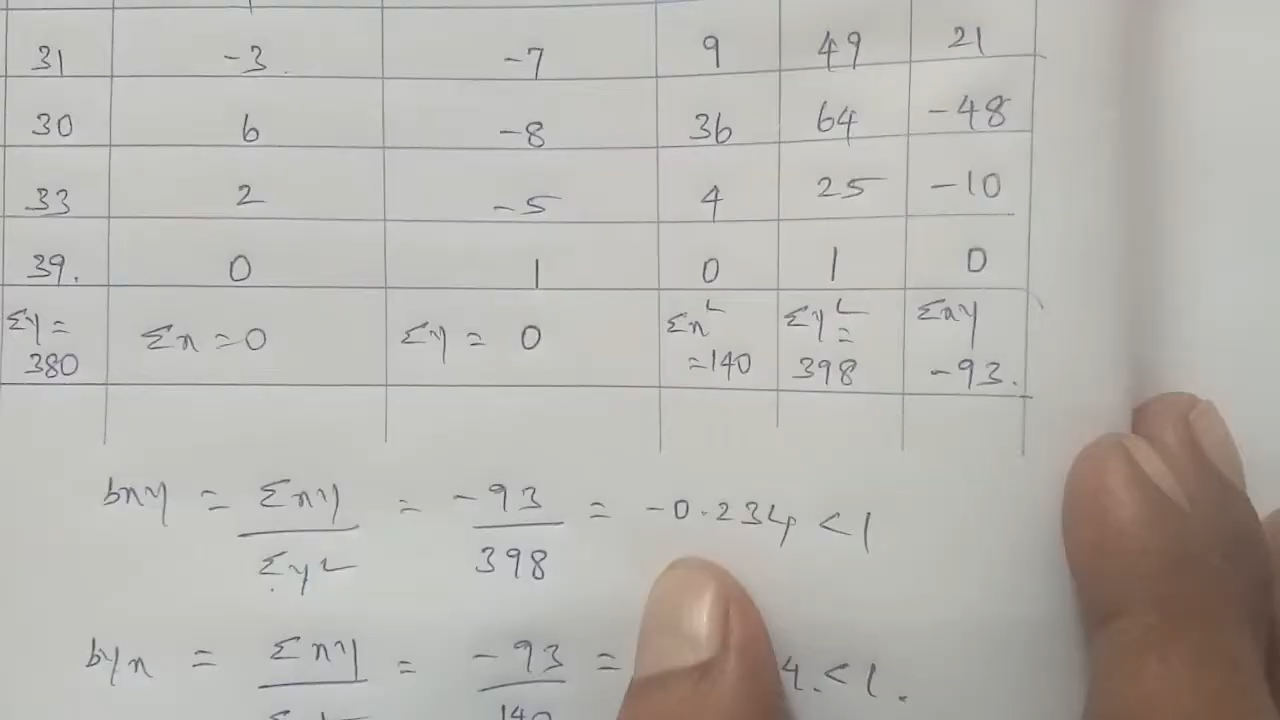 31 -3 -7 9 49 21
30 6 -8 36 64 -48
33 2 -5 4 25 -10
39. 0 1 0 1 0
Σy = 380 Σx = 0 Σy = 0 Σx² = 140 Σy² = 398 Σxy -93.
bxy = Σxy / Σy² = -93 / 398 = -0.234 < 1
byx = Σxy = -93 / 140 = 4. < 1.